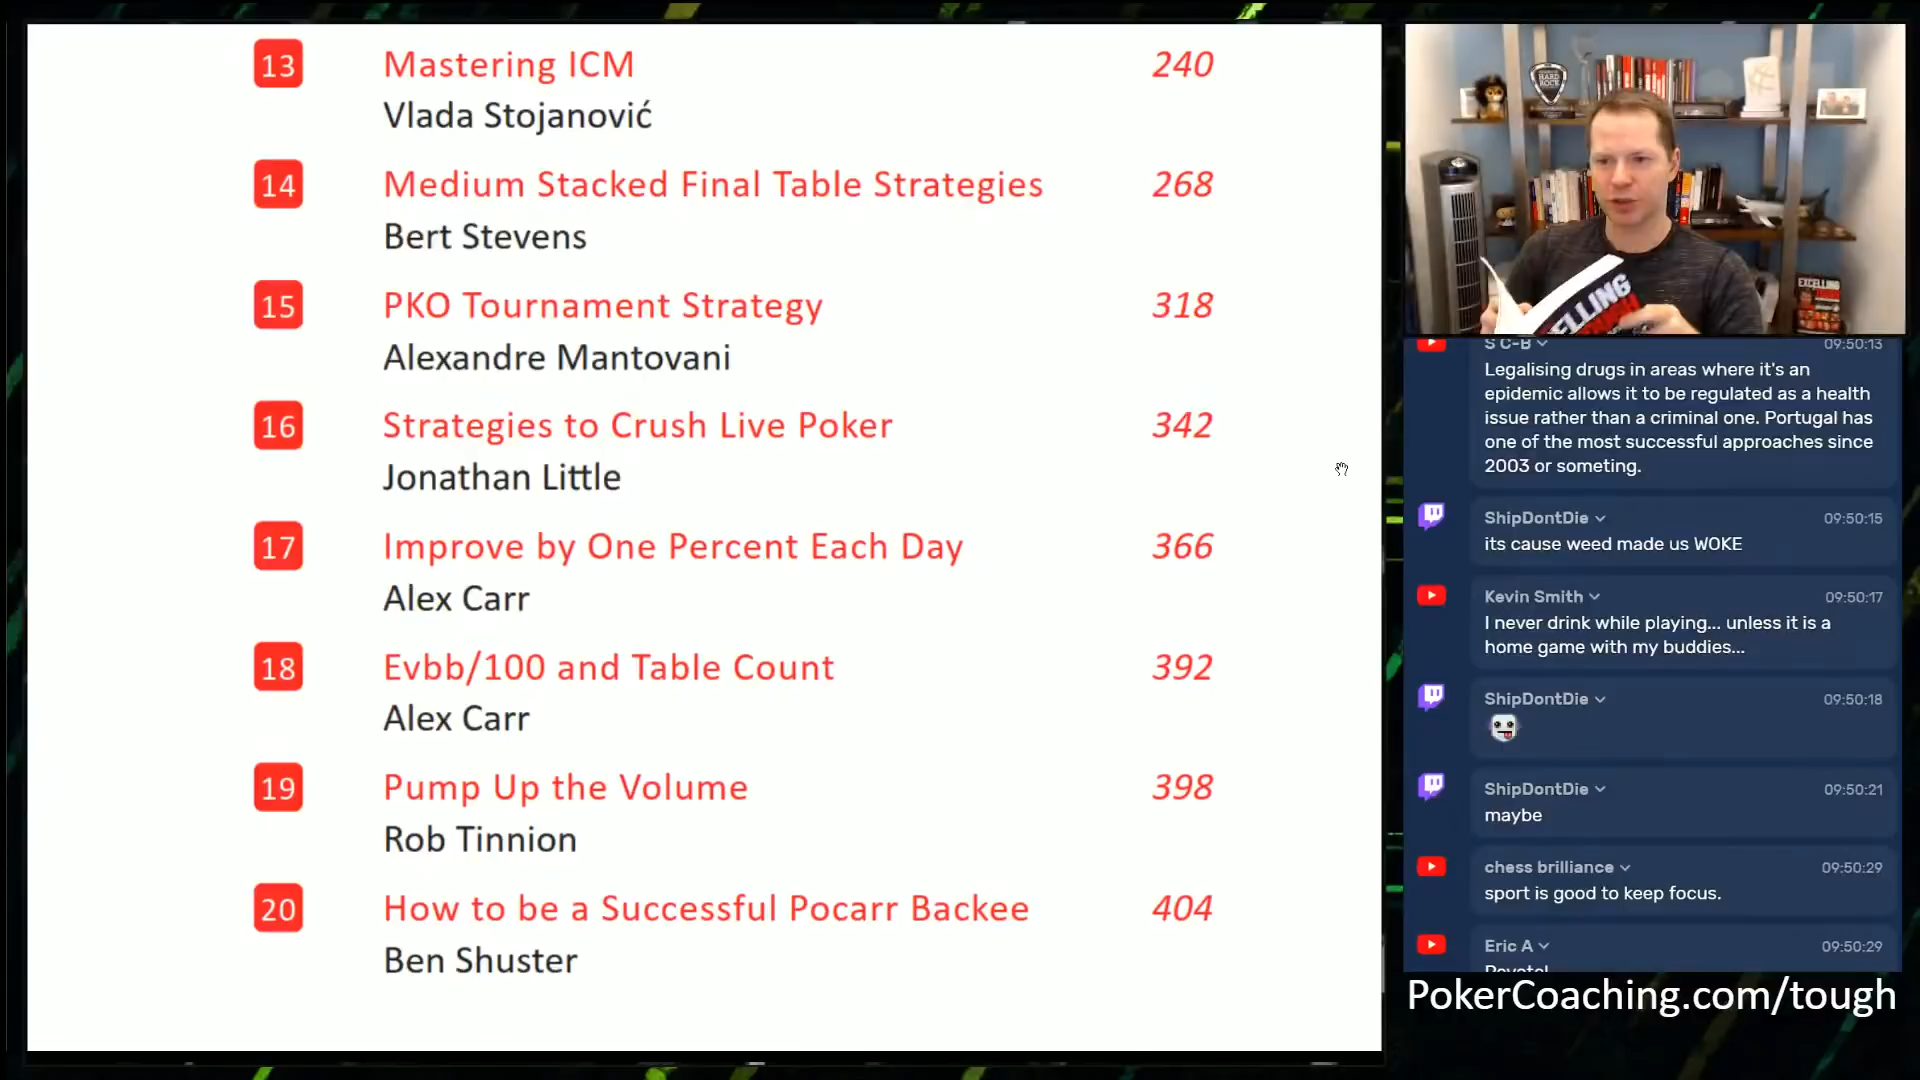 13 Mastering ICM 240
Vlada Stojanović
14 Medium Stacked Final Table Strategies 268
Bert Stevens
15 PKO Tournament Strategy 318
Alexandre Mantovani
16 Strategies to Crush Live Poker 342
Jonathan Little
17 Improve by One Percent Each Day 366
Alex Carr
18 Evbb/100 and Table Count 392
Alex Carr
19 Pump Up the Volume 398
Rob Tinnion
20 How to be a Successful Pocarr Backee 404
Ben Shuster
HARD ROCK
ELLING
EXCELLING
S C-B 09:50:13
Legalising drugs in areas where it's an
epidemic allows it to be regulated as a health
issue rather than a criminal one. Portugal has
one of the most successful approaches since
2003 or someting.
ShipDontDie 09:50:15
its cause weed made us WOKE
Kevin Smith 09:50:17
I never drink while playing... unless it is a
home game with my buddies...
ShipDontDie 09:50:18
ShipDontDie 09:50:21
maybe
chess brilliance 09:50:29
sport is good to keep focus.
Eric A 09:50:29
PokerCoaching.com/tough